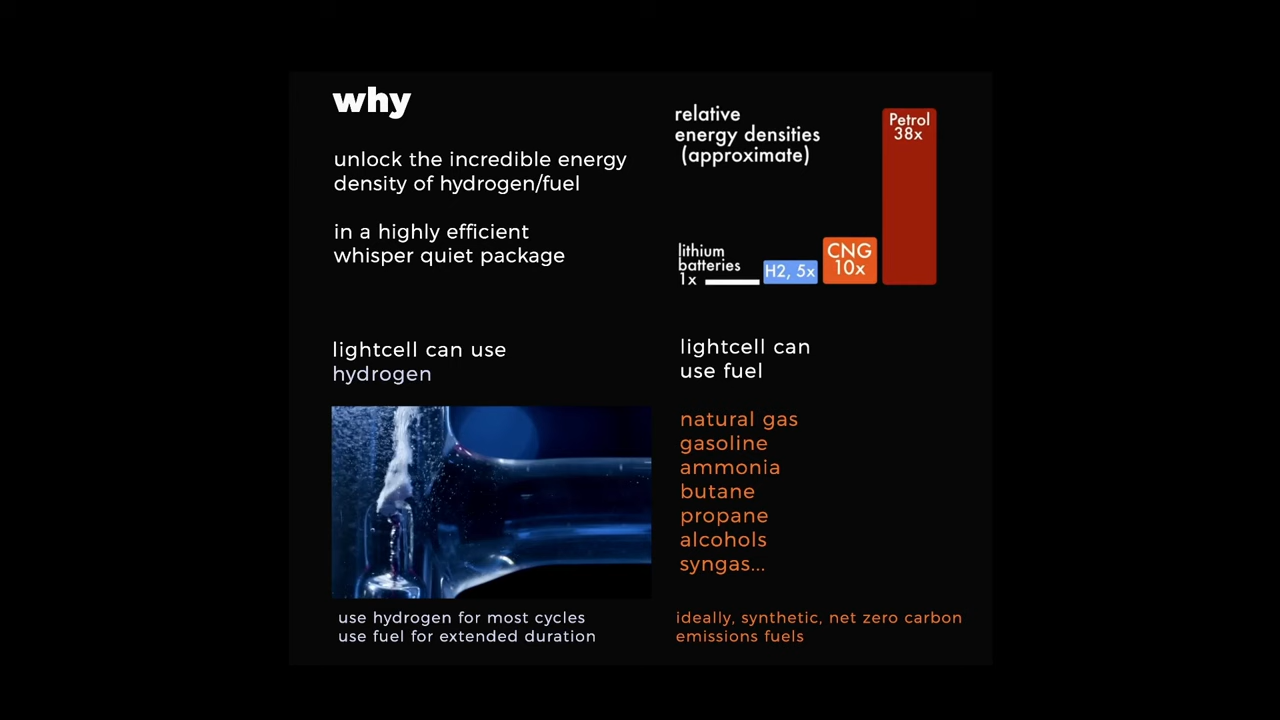 why
unlock the incredible energy
density of hydrogen/fuel
in a highly efficient
whisper quiet package
relative
energy densities
(approximate)
lithium
batteries
1x
H2, 5x
CNG
10x
Petrol
38x
lightcell can use
hydrogen
use hydrogen for most cycles
use fuel for extended duration
lightcell can
use fuel
natural gas
gasoline
ammonia
butane
propane
alcohols
syngas...
ideally, synthetic, net zero carbon
emissions fuels